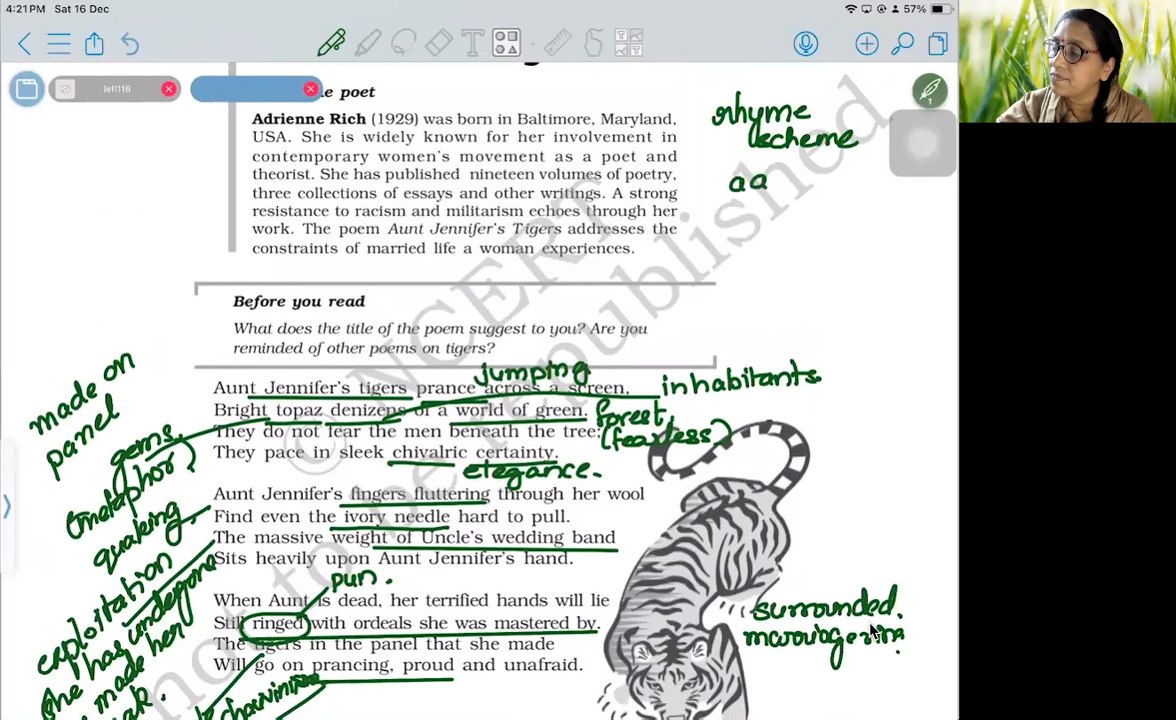 4:21 PM Sat 16 Dec
57%
left116
e poet
Adrienne Rich (1929) was born in Baltimore, Maryland,
USA. She is widely known for her involvement in
contemporary women's movement as a poet and
theorist. She has published nineteen volumes of poetry,
three collections of essays and other writings. A strong
resistance to racism and militarism echoes through her
work. The poem Aunt Jennifer's Tigers addresses the
constraints of married life a woman experiences.
rhyme
scheme
aa
Before you read
What does the title of the poem suggest to you? Are you
reminded of other poems on tigers?
jumping
Aunt Jennifer's tigers prance across a screen,
inhabitants
Bright topaz denizens of a world of green.
forest
They do not fear the men beneath the tree;
(fearless)
They pace in sleek chivalric certainty.
elegance.
made on
panel
gems
(metaphor)
Aunt Jennifer's fingers fluttering through her wool
Find even the ivory needle hard to pull.
The massive weight of Uncle's wedding band
Sits heavily upon Aunt Jennifer's hand.
quaking
exploitation
she has undergone
made her
pun.
When Aunt is dead, her terrified hands will lie
Still ringed with ordeals she was mastered by.
The tigers in the panel that she made
Will go on prancing, proud and unafraid.
surrounded.
© NCERT
not to be republished
1